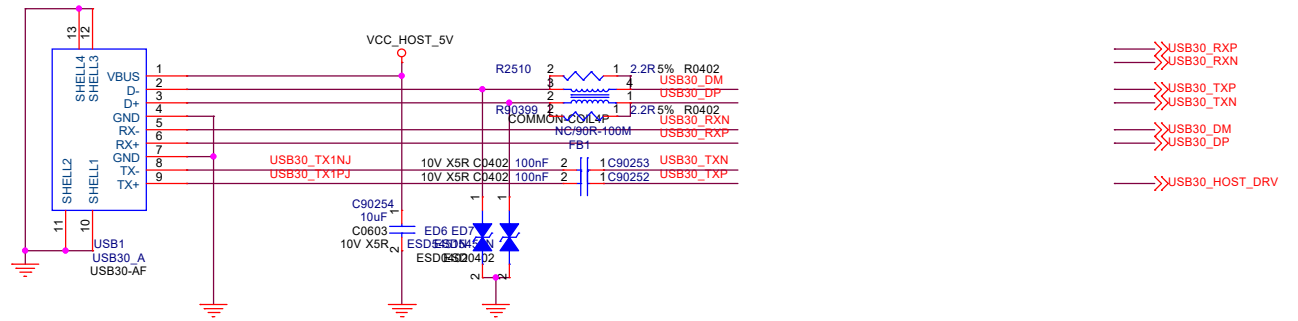 13
12
SHELL4
SHELL3
VBUS 1
D- 2
D+ 3
GND 4
RX- 5
RX+ 6
GND 7
TX- 8
TX+ 9
SHELL2
SHELL1
11
10
USB1
USB30_A
USB30-AF
VCC_HOST_5V
R2510 2 1 2.2R 5% R0402
3 4 USB30_DM
2 1 USB30_DP
R90399 2 1 2.2R 5% R0402
COMMON-COIL4P
USB30_RXN
NC/90R-100M
USB30_RXP
FB1
USB30_TX1NJ 10V X5R C0402 100nF 2 1 C90253 USB30_TXN
USB30_TX1PJ 10V X5R C0402 100nF 2 1 C90252 USB30_TXP
C90254
10uF
C0603
10V X5R
1
2
1
1
ED6 ED7
2
2
USB30_RXP
USB30_RXN
USB30_TXP
USB30_TXN
USB30_DM
USB30_DP
USB30_HOST_DRV